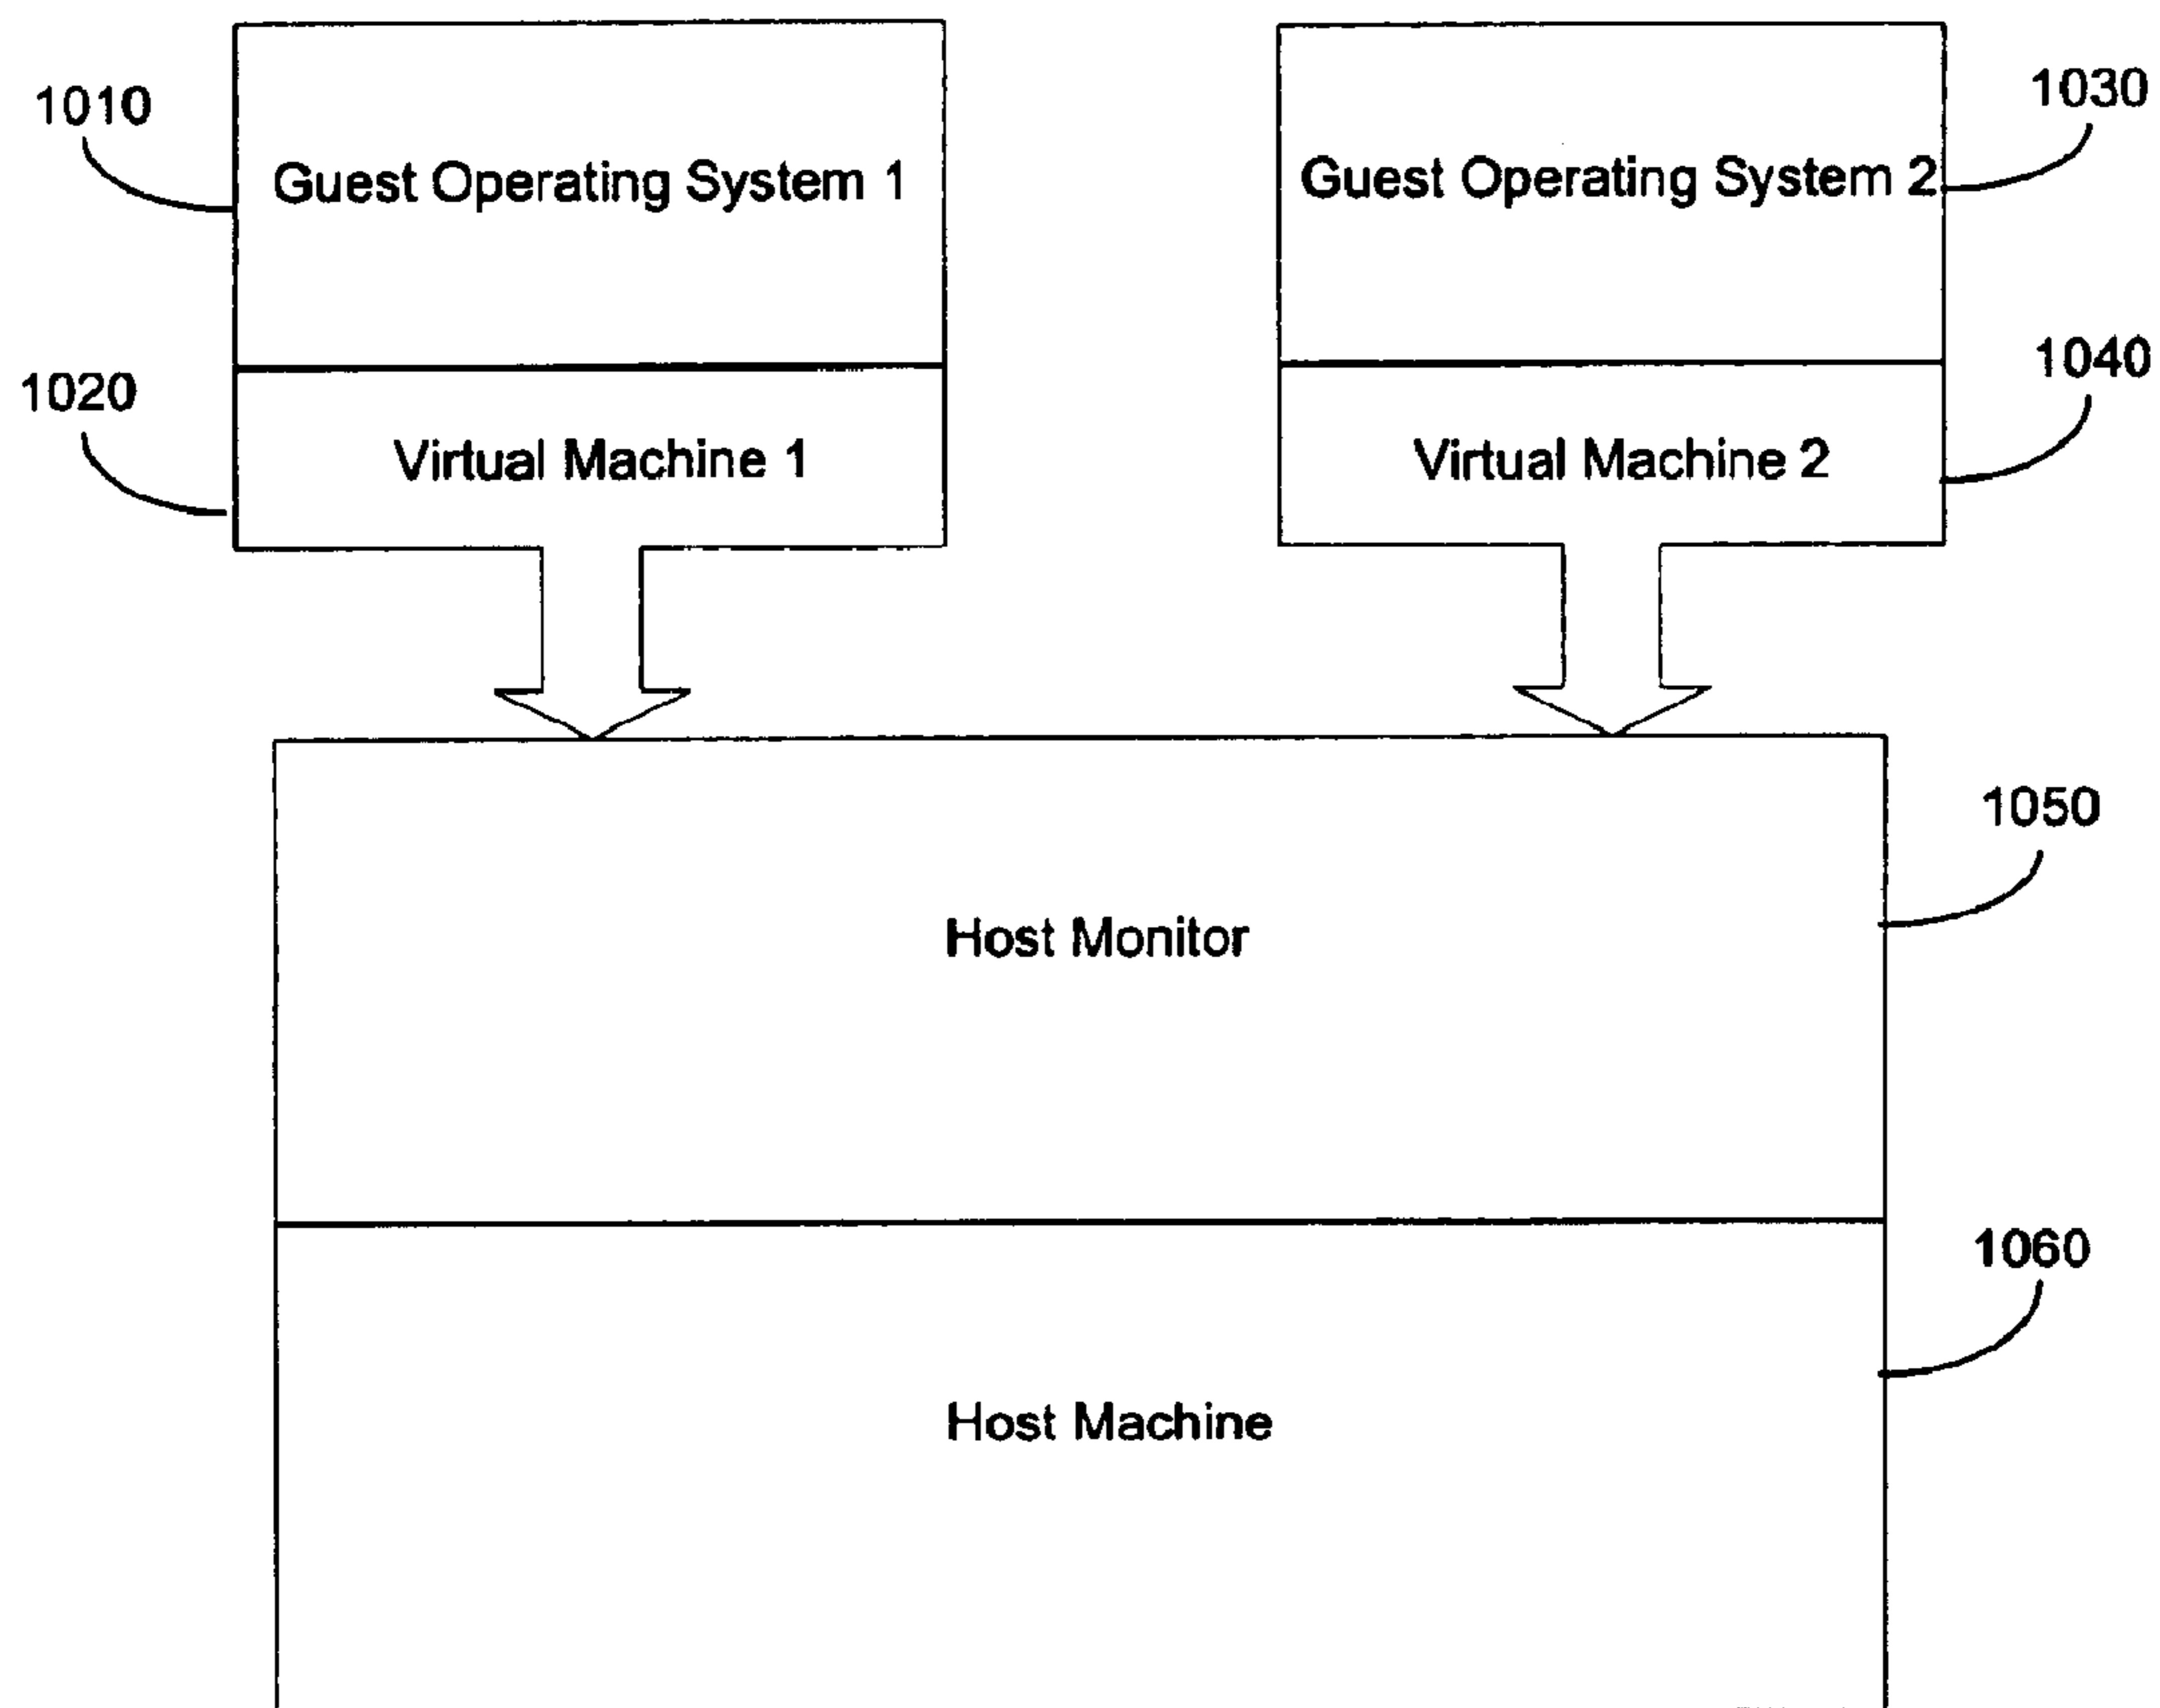 1010
Guest Operating System 1
1030
Guest Operating System 2
1020
Virtual Machine 1
1040
Virtual Machine 2
1050
Host Monitor
1060
Host Machine